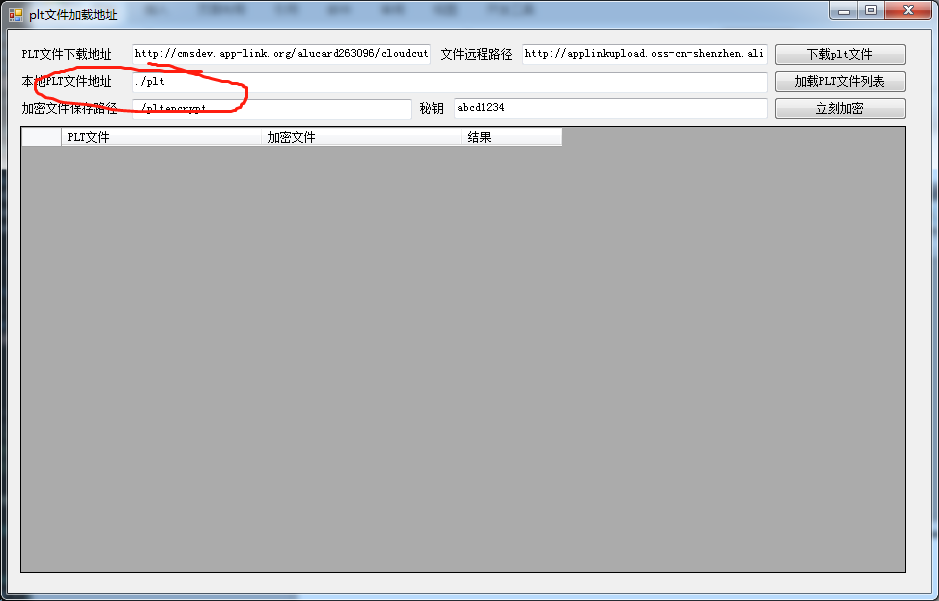 plt文件加载地址
PLT文件下载地址 http://cmsdev.app-link.org/alucard263096/cloudcut 文件远程路径 http://applinkupload.oss-cn-shenzhen.ali 下载plt文件
本地PLT文件地址 ./plt 加载PLT文件列表
加密文件保存路径 ./pltencrypt 秘钥 abcd1234 立刻加密
PLT文件 加密文件 结果